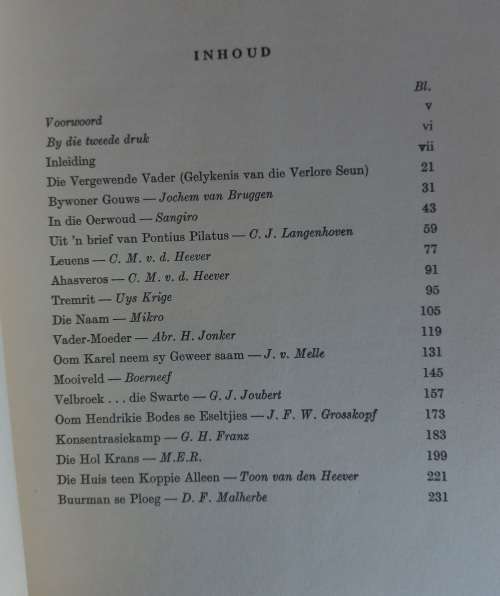 INHOUD
Bl.
Voorwoord v
By die tweede druk vi
Inleiding vii
Die Vergewende Vader (Gelykenis van die Verlore Seun) 21
Bywoner Gouws — Jochem van Bruggen 31
In die Oerwoud — Sangiro 43
Uit 'n brief van Pontius Pilatus — C. J. Langenhoven 59
Leuens — C. M. v. d. Heever 77
Ahasveros — C. M. v. d. Heever 91
Tremrit — Uys Krige 95
Die Naam — Mikro 105
Vader-Moeder — Abr. H. Jonker 119
Oom Karel neem sy Geweer saam — J. v. Melle 131
Mooiveld — Boerneef 145
Velbroek . . . die Swarte — G. J. Joubert 157
Oom Hendrikie Bodes se Eseltjies — J. F. W. Grosskopf 173
Konsentrasiekamp — G. H. Franz 183
Die Hol Krans — M.E.R. 199
Die Huis teen Koppie Alleen — Toon van den Heever 221
Buurman se Ploeg — D. F. Malherbe 231